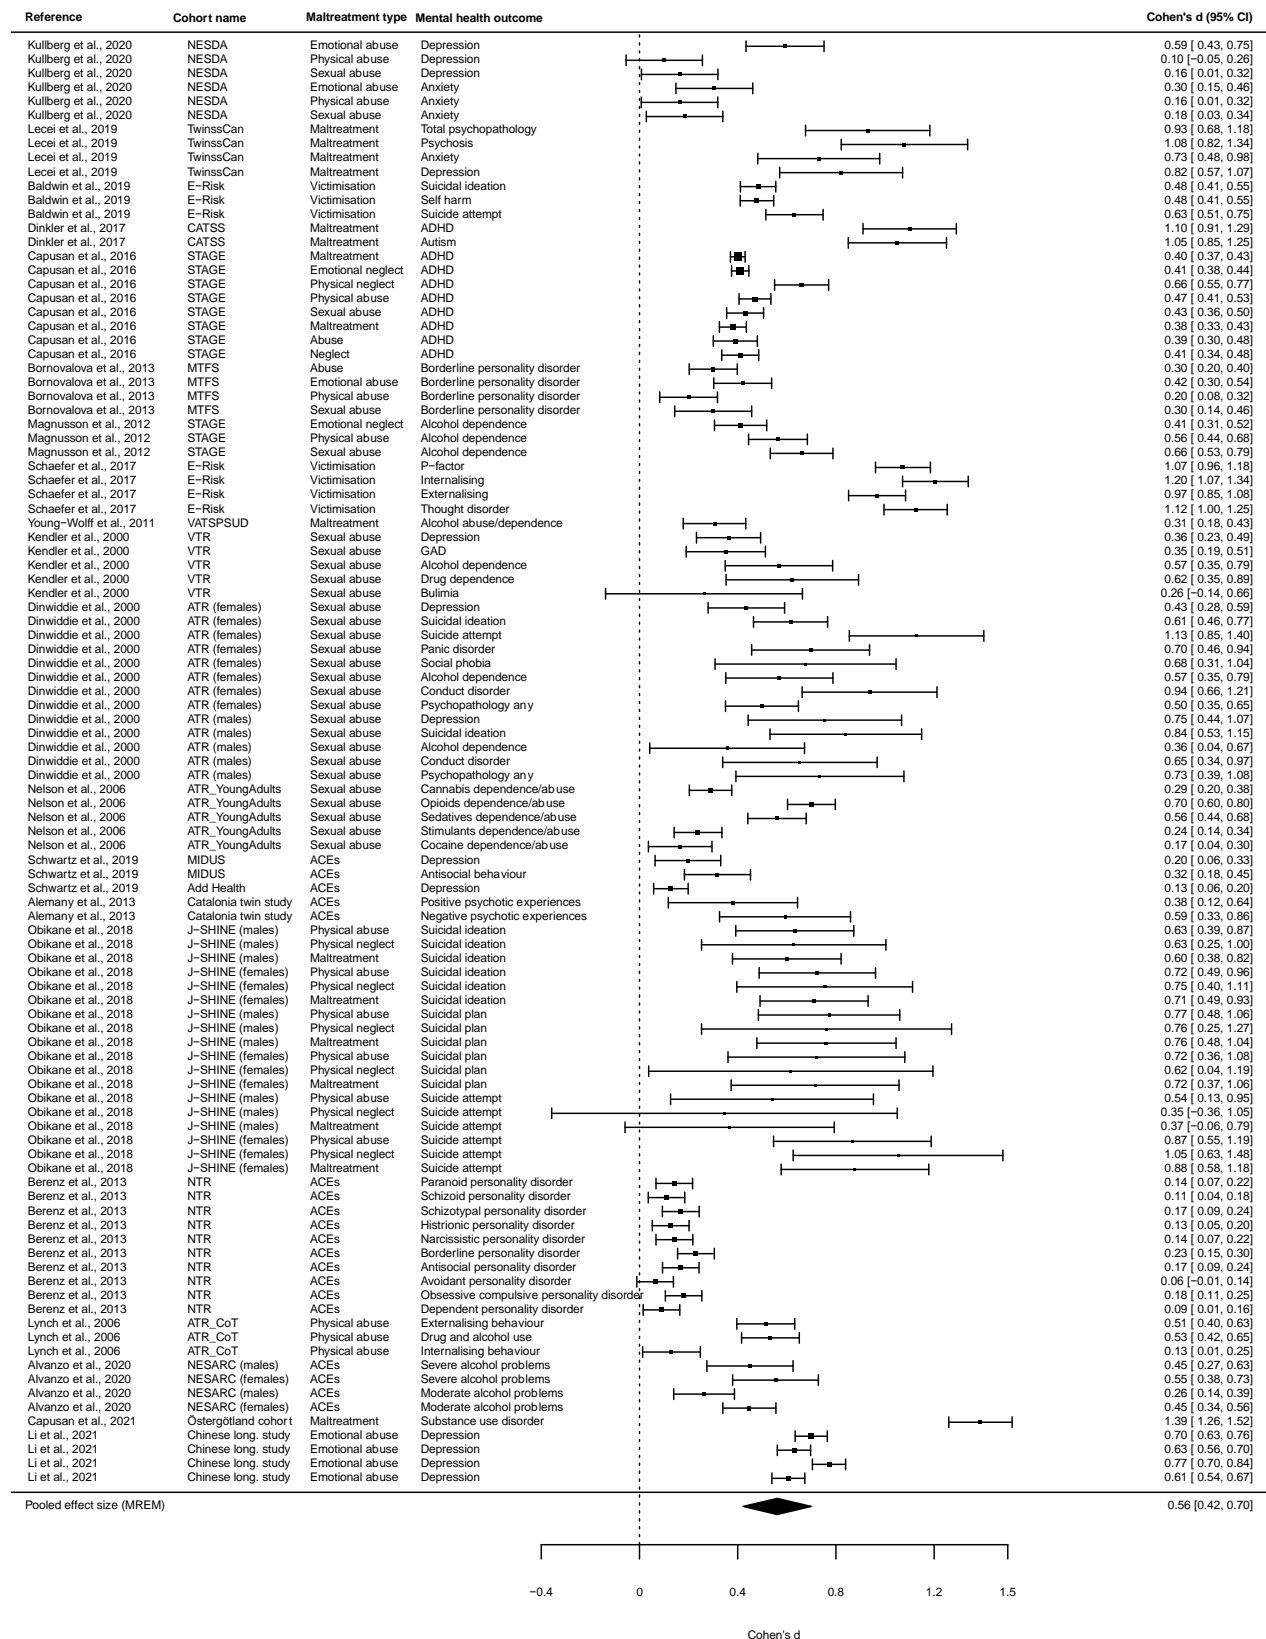 Reference Cohort name Maltreatment type Mental health outcome Cohen's d (95% CI)
Kullberg et al., 2020 NESDA Emotional abuse Depression 0.59 [ 0.43, 0.75]
Kullberg et al., 2020 NESDA Physical abuse Depression 0.10 [−0.05, 0.26]
Kullberg et al., 2020 NESDA Sexual abuse Depression 0.16 [ 0.01, 0.32]
Kullberg et al., 2020 NESDA Emotional abuse Anxiety 0.30 [ 0.15, 0.46]
Kullberg et al., 2020 NESDA Physical abuse Anxiety 0.16 [ 0.01, 0.32]
Kullberg et al., 2020 NESDA Sexual abuse Anxiety 0.18 [ 0.03, 0.34]
Lecei et al., 2019 TwinssCan Maltreatment Total psychopathology 0.93 [ 0.68, 1.18]
Lecei et al., 2019 TwinssCan Maltreatment Psychosis 1.08 [ 0.82, 1.34]
Lecei et al., 2019 TwinssCan Maltreatment Anxiety 0.73 [ 0.48, 0.98]
Lecei et al., 2019 TwinssCan Maltreatment Depression 0.82 [ 0.57, 1.07]
Baldwin et al., 2019 E−Risk Victimisation Suicidal ideation 0.48 [ 0.41, 0.55]
Baldwin et al., 2019 E−Risk Victimisation Self harm 0.48 [ 0.41, 0.55]
Baldwin et al., 2019 E−Risk Victimisation Suicide attempt 0.63 [ 0.51, 0.75]
Dinkler et al., 2017 CATSS Maltreatment ADHD 1.10 [ 0.91, 1.29]
Dinkler et al., 2017 CATSS Maltreatment Autism 1.05 [ 0.85, 1.25]
Capusan et al., 2016 STAGE Maltreatment ADHD 0.40 [ 0.37, 0.43]
Capusan et al., 2016 STAGE Emotional neglect ADHD 0.41 [ 0.38, 0.44]
Capusan et al., 2016 STAGE Physical neglect ADHD 0.66 [ 0.55, 0.77]
Capusan et al., 2016 STAGE Physical abuse ADHD 0.47 [ 0.41, 0.53]
Capusan et al., 2016 STAGE Sexual abuse ADHD 0.43 [ 0.36, 0.50]
Capusan et al., 2016 STAGE Maltreatment ADHD 0.38 [ 0.33, 0.43]
Capusan et al., 2016 STAGE Abuse ADHD 0.39 [ 0.30, 0.48]
Capusan et al., 2016 STAGE Neglect ADHD 0.41 [ 0.34, 0.48]
Bornovalova et al., 2013 MTFS Abuse Borderline personality disorder 0.30 [ 0.20, 0.40]
Bornovalova et al., 2013 MTFS Emotional abuse Borderline personality disorder 0.42 [ 0.30, 0.54]
Bornovalova et al., 2013 MTFS Physical abuse Borderline personality disorder 0.20 [ 0.08, 0.32]
Bornovalova et al., 2013 MTFS Sexual abuse Borderline personality disorder 0.30 [ 0.14, 0.46]
Magnusson et al., 2012 STAGE Emotional neglect Alcohol dependence 0.41 [ 0.31, 0.52]
Magnusson et al., 2012 STAGE Physical abuse Alcohol dependence 0.56 [ 0.44, 0.68]
Magnusson et al., 2012 STAGE Sexual abuse Alcohol dependence 0.66 [ 0.53, 0.79]
Schaefer et al., 2017 E−Risk Victimisation P−factor 1.07 [ 0.96, 1.18]
Schaefer et al., 2017 E−Risk Victimisation Internalising 1.20 [ 1.07, 1.34]
Schaefer et al., 2017 E−Risk Victimisation Externalising 0.97 [ 0.85, 1.08]
Schaefer et al., 2017 E−Risk Victimisation Thought disorder 1.12 [ 1.00, 1.25]
Young−Wolff et al., 2011 VATSPSUD Maltreatment Alcohol abuse/dependence 0.31 [ 0.18, 0.43]
Kendler et al., 2000 VTR Sexual abuse Depression 0.36 [ 0.23, 0.49]
Kendler et al., 2000 VTR Sexual abuse GAD 0.35 [ 0.19, 0.51]
Kendler et al., 2000 VTR Sexual abuse Alcohol dependence 0.57 [ 0.35, 0.79]
Kendler et al., 2000 VTR Sexual abuse Drug dependence 0.62 [ 0.35, 0.89]
Kendler et al., 2000 VTR Sexual abuse Bulimia 0.26 [−0.14, 0.66]
Dinwiddie et al., 2000 ATR (females) Sexual abuse Depression 0.43 [ 0.28, 0.59]
Dinwiddie et al., 2000 ATR (females) Sexual abuse Suicidal ideation 0.61 [ 0.46, 0.77]
Dinwiddie et al., 2000 ATR (females) Sexual abuse Suicide attempt 1.13 [ 0.85, 1.40]
Dinwiddie et al., 2000 ATR (females) Sexual abuse Panic disorder 0.70 [ 0.46, 0.94]
Dinwiddie et al., 2000 ATR (females) Sexual abuse Social phobia 0.68 [ 0.31, 1.04]
Dinwiddie et al., 2000 ATR (females) Sexual abuse Alcohol dependence 0.57 [ 0.35, 0.79]
Dinwiddie et al., 2000 ATR (females) Sexual abuse Conduct disorder 0.94 [ 0.66, 1.21]
Dinwiddie et al., 2000 ATR (females) Sexual abuse Psychopathology any 0.50 [ 0.35, 0.65]
Dinwiddie et al., 2000 ATR (males) Sexual abuse Depression 0.75 [ 0.44, 1.07]
Dinwiddie et al., 2000 ATR (males) Sexual abuse Suicidal ideation 0.84 [ 0.53, 1.15]
Dinwiddie et al., 2000 ATR (males) Sexual abuse Alcohol dependence 0.36 [ 0.04, 0.67]
Dinwiddie et al., 2000 ATR (males) Sexual abuse Conduct disorder 0.65 [ 0.34, 0.97]
Dinwiddie et al., 2000 ATR (males) Sexual abuse Psychopathology any 0.73 [ 0.39, 1.08]
Nelson et al., 2006 ATR_YoungAdults Sexual abuse Cannabis dependence/abuse 0.29 [ 0.20, 0.38]
Nelson et al., 2006 ATR_YoungAdults Sexual abuse Opioids dependence/abuse 0.70 [ 0.60, 0.80]
Nelson et al., 2006 ATR_YoungAdults Sexual abuse Sedatives dependence/abuse 0.56 [ 0.44, 0.68]
Nelson et al., 2006 ATR_YoungAdults Sexual abuse Stimulants dependence/abuse 0.24 [ 0.14, 0.34]
Nelson et al., 2006 ATR_YoungAdults Sexual abuse Cocaine dependence/abuse 0.17 [ 0.04, 0.30]
Schwartz et al., 2019 MIDUS ACEs Depression 0.20 [ 0.06, 0.33]
Schwartz et al., 2019 MIDUS ACEs Antisocial behaviour 0.32 [ 0.18, 0.45]
Schwartz et al., 2019 Add Health ACEs Depression 0.13 [ 0.06, 0.20]
Alemany et al., 2013 Catalonia twin study ACEs Positive psychotic experiences 0.38 [ 0.12, 0.64]
Alemany et al., 2013 Catalonia twin study ACEs Negative psychotic experiences 0.59 [ 0.33, 0.86]
Obikane et al., 2018 J−SHINE (males) Physical abuse Suicidal ideation 0.63 [ 0.39, 0.87]
Obikane et al., 2018 J−SHINE (males) Physical neglect Suicidal ideation 0.63 [ 0.25, 1.00]
Obikane et al., 2018 J−SHINE (males) Maltreatment Suicidal ideation 0.60 [ 0.38, 0.82]
Obikane et al., 2018 J−SHINE (females) Physical abuse Suicidal ideation 0.72 [ 0.49, 0.96]
Obikane et al., 2018 J−SHINE (females) Physical neglect Suicidal ideation 0.75 [ 0.40, 1.11]
Obikane et al., 2018 J−SHINE (females) Maltreatment Suicidal ideation 0.71 [ 0.49, 0.93]
Obikane et al., 2018 J−SHINE (males) Physical abuse Suicidal plan 0.77 [ 0.48, 1.06]
Obikane et al., 2018 J−SHINE (males) Physical neglect Suicidal plan 0.76 [ 0.25, 1.27]
Obikane et al., 2018 J−SHINE (males) Maltreatment Suicidal plan 0.76 [ 0.48, 1.04]
Obikane et al., 2018 J−SHINE (females) Physical abuse Suicidal plan 0.72 [ 0.36, 1.08]
Obikane et al., 2018 J−SHINE (females) Physical neglect Suicidal plan 0.62 [ 0.04, 1.19]
Obikane et al., 2018 J−SHINE (females) Maltreatment Suicidal plan 0.72 [ 0.37, 1.06]
Obikane et al., 2018 J−SHINE (males) Physical abuse Suicide attempt 0.54 [ 0.13, 0.95]
Obikane et al., 2018 J−SHINE (males) Physical neglect Suicide attempt 0.35 [−0.36, 1.05]
Obikane et al., 2018 J−SHINE (males) Maltreatment Suicide attempt 0.37 [−0.06, 0.79]
Obikane et al., 2018 J−SHINE (females) Physical abuse Suicide attempt 0.87 [ 0.55, 1.19]
Obikane et al., 2018 J−SHINE (females) Physical neglect Suicide attempt 1.05 [ 0.63, 1.48]
Obikane et al., 2018 J−SHINE (females) Maltreatment Suicide attempt 0.88 [ 0.58, 1.18]
Berenz et al., 2013 NTR ACEs Paranoid personality disorder 0.14 [ 0.07, 0.22]
Berenz et al., 2013 NTR ACEs Schizoid personality disorder 0.11 [ 0.04, 0.18]
Berenz et al., 2013 NTR ACEs Schizotypal personality disorder 0.17 [ 0.09, 0.24]
Berenz et al., 2013 NTR ACEs Histrionic personality disorder 0.13 [ 0.05, 0.20]
Berenz et al., 2013 NTR ACEs Narcissistic personality disorder 0.14 [ 0.07, 0.22]
Berenz et al., 2013 NTR ACEs Borderline personality disorder 0.23 [ 0.15, 0.30]
Berenz et al., 2013 NTR ACEs Antisocial personality disorder 0.17 [ 0.09, 0.24]
Berenz et al., 2013 NTR ACEs Avoidant personality disorder 0.06 [−0.01, 0.14]
Berenz et al., 2013 NTR ACEs Obsessive compulsive personality disorder 0.18 [ 0.11, 0.25]
Berenz et al., 2013 NTR ACEs Dependent personality disorder 0.09 [ 0.01, 0.16]
Lynch et al., 2006 ATR_CoT Physical abuse Externalising behaviour 0.51 [ 0.40, 0.63]
Lynch et al., 2006 ATR_CoT Physical abuse Drug and alcohol use 0.53 [ 0.42, 0.65]
Lynch et al., 2006 ATR_CoT Physical abuse Internalising behaviour 0.13 [ 0.01, 0.25]
Alvanzo et al., 2020 NESARC (males) ACEs Severe alcohol problems 0.45 [ 0.27, 0.63]
Alvanzo et al., 2020 NESARC (females) ACEs Severe alcohol problems 0.55 [ 0.38, 0.73]
Alvanzo et al., 2020 NESARC (males) ACEs Moderate alcohol problems 0.26 [ 0.14, 0.39]
Alvanzo et al., 2020 NESARC (females) ACEs Moderate alcohol problems 0.45 [ 0.34, 0.56]
Capusan et al., 2021 Östergötland cohort Maltreatment Substance use disorder 1.39 [ 1.26, 1.52]
Li et al., 2021 Chinese long. study Emotional abuse Depression 0.70 [ 0.63, 0.76]
Li et al., 2021 Chinese long. study Emotional abuse Depression 0.63 [ 0.56, 0.70]
Li et al., 2021 Chinese long. study Emotional abuse Depression 0.77 [ 0.70, 0.84]
Li et al., 2021 Chinese long. study Emotional abuse Depression 0.61 [ 0.54, 0.67]
Pooled effect size (MREM) 0.56 [0.42, 0.70]
−0.4 0 0.4 0.8 1.2 1.5
Cohen's d